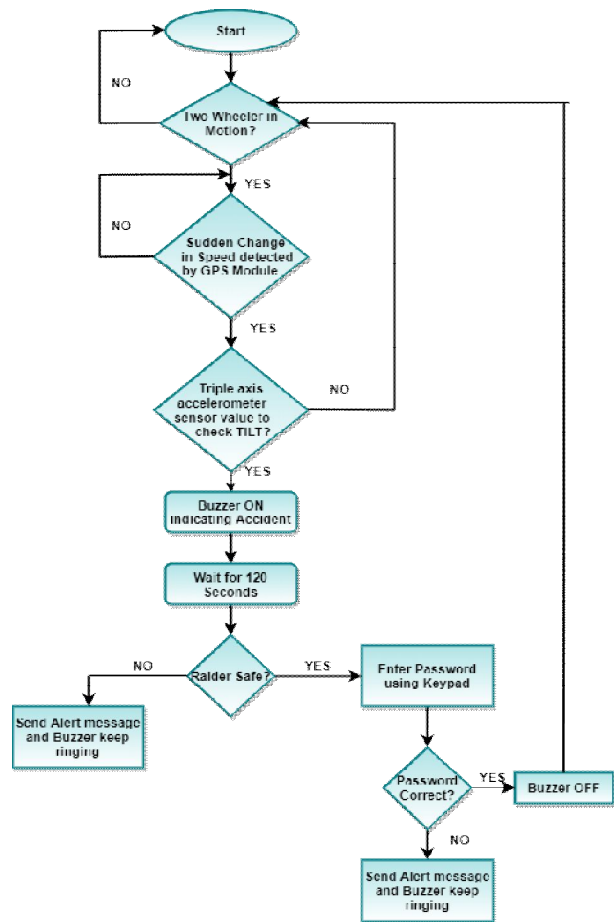 Start
NO
Two Wheeler in
Motion?
YES
NO
Sudden Change
in Speed detected
by GPS Module
YES
Triple axis
accelerometer
sensor value to
check TILT?
NO
YES
Buzzer ON
indicating Accident
Wait for 120
Seconds
NO
Raider Safe?
YES
Enter Password
using Keypad
Send Alert message
and Buzzer keep
ringing
Password
Correct?
YES
Buzzer OFF
NO
Send Alert message
and Buzzer keep
ringing